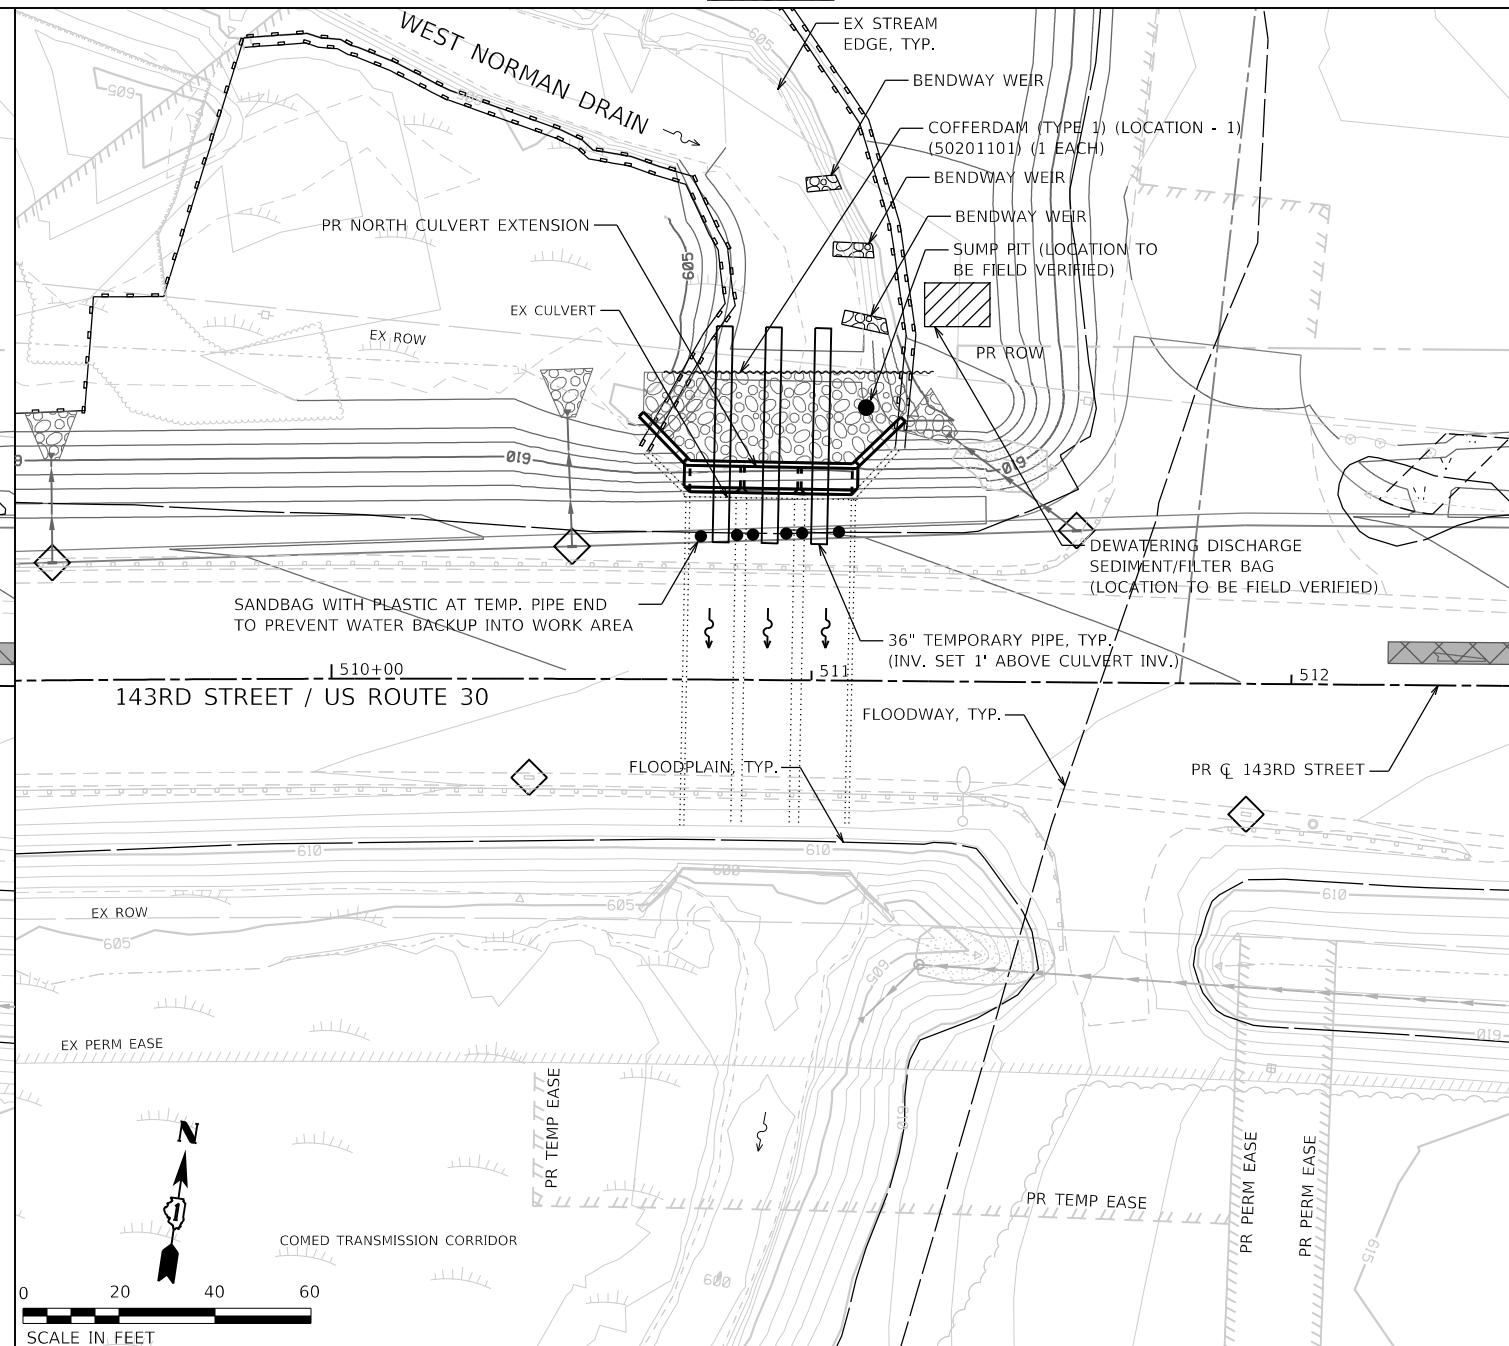 WEST NORMAN DRAIN
EX STREAM
EDGE, TYP.
BENDWAY WEIR
COFFERDAM (TYPE 1) (LOCATION - 1)
(50201101) (1 EACH)
BENDWAY WEIR
BENDWAY WEIR
SUMP PIT (LOCATION TO
BE FIELD VERIFIED)
PR NORTH CULVERT EXTENSION
EX CULVERT
EX ROW
PR ROW
605
605
605
610
610
DEWATERING DISCHARGE
SEDIMENT/FILTER BAG
(LOCATION TO BE FIELD VERIFIED)
SANDBAG WITH PLASTIC AT TEMP. PIPE END
TO PREVENT WATER BACKUP INTO WORK AREA
36" TEMPORARY PIPE, TYP.
(INV. SET 1' ABOVE CULVERT INV.)
510+00
511
512
143RD STREET / US ROUTE 30
FLOODWAY, TYP.
FLOODPLAIN, TYP.
PR ℄ 143RD STREET
610
610
600
605
610
EX ROW
605
605
610
EX PERM EASE
610
PR TEMP EASE
PR TEMP EASE
PR PERM EASE
PR PERM EASE
615
600
N
1
COMED TRANSMISSION CORRIDOR
0 20 40 60
SCALE IN FEET